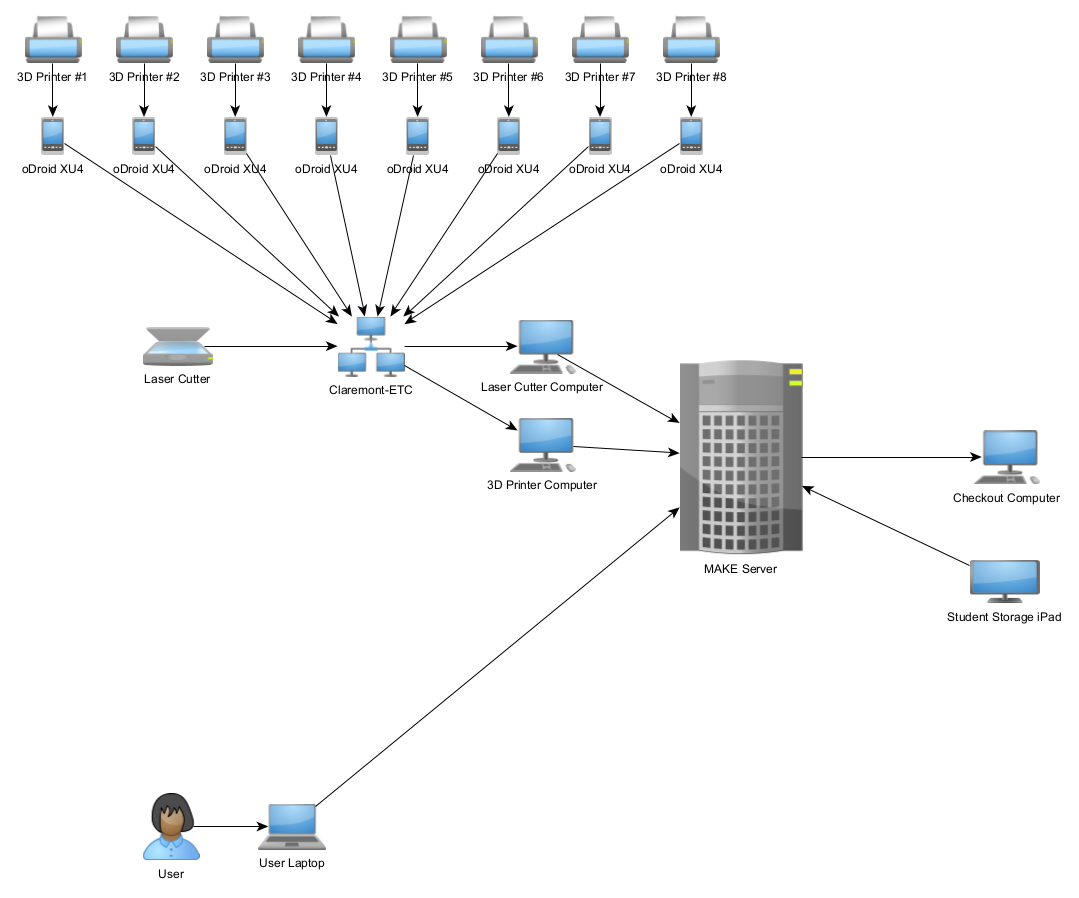 3D Printer #1
3D Printer #2
3D Printer #3
3D Printer #4
3D Printer #5
3D Printer #6
3D Printer #7
3D Printer #8
oDroid XU4
oDroid XU4
oDroid XU4
oDroid XU4
oDroid XU4
oDroid XU4
oDroid XU4
oDroid XU4
Laser Cutter
Claremont-ETC
Laser Cutter Computer
3D Printer Computer
MAKE Server
Checkout Computer
Student Storage iPad
User Laptop
User